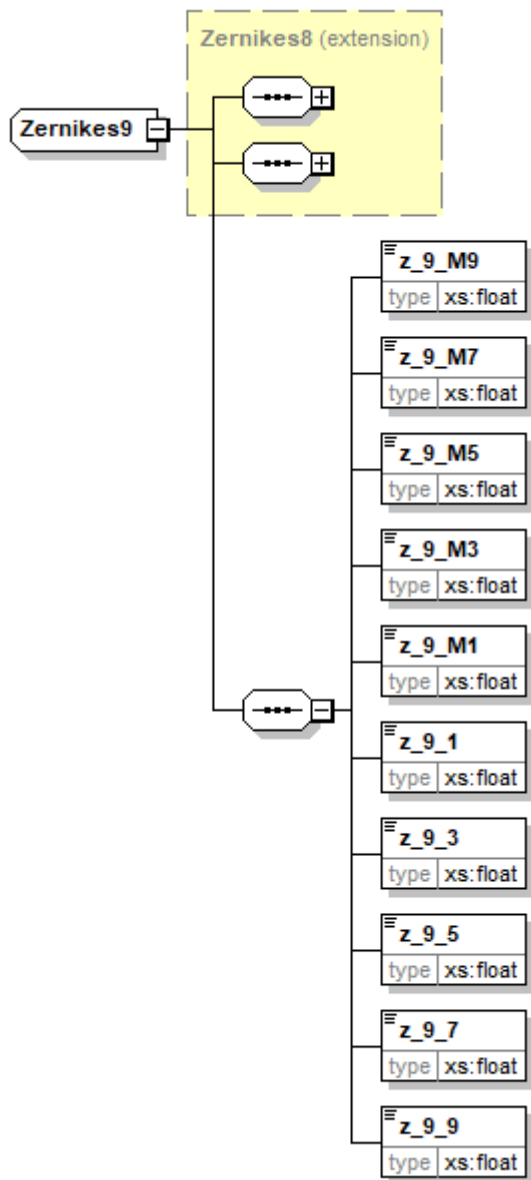 Zernikes8 (extension)
Zernikes9
z_9_M9
type xs:float
z_9_M7
type xs:float
z_9_M5
type xs:float
z_9_M3
type xs:float
z_9_M1
type xs:float
z_9_1
type xs:float
z_9_3
type xs:float
z_9_5
type xs:float
z_9_7
type xs:float
z_9_9
type xs:float